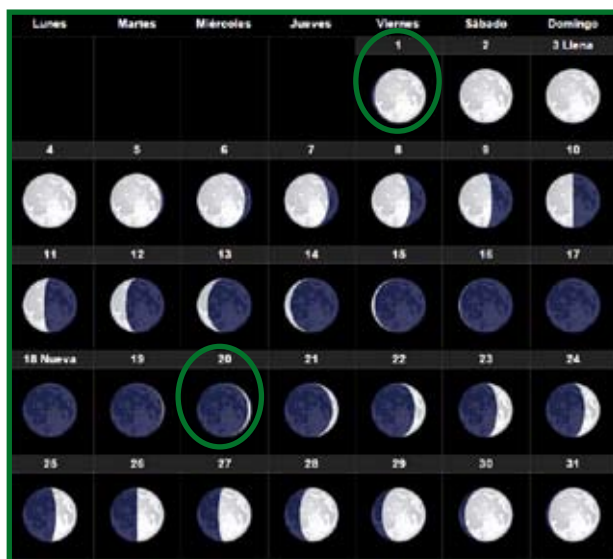 Lunes Martes Miércoles Jueves Viernes Sábado Domingo
1 2 3 Llena
4 5 6 7 8 9 10
11 12 13 14 15 16 17
18 Nueva 19 20 21 22 23 24
25 26 27 28 29 30 31